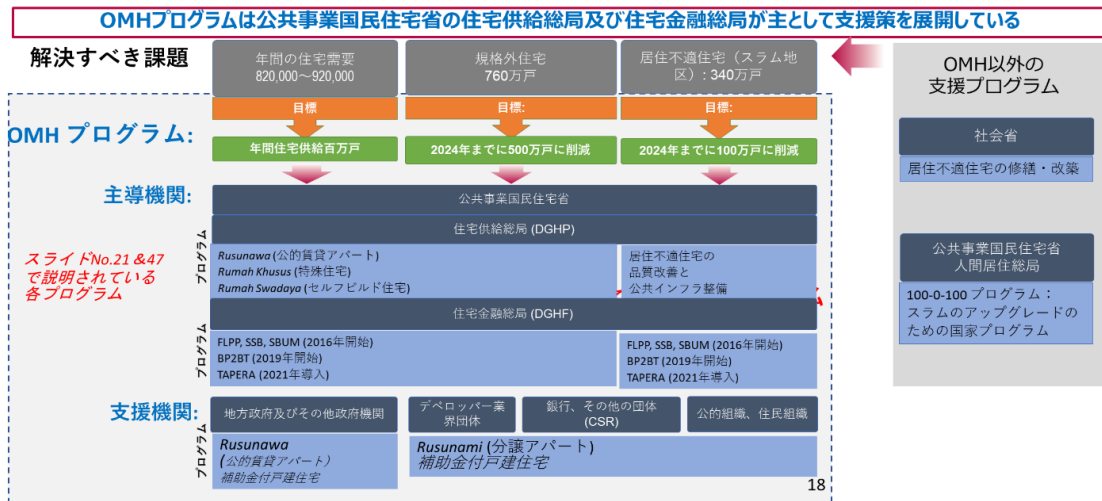 OMHプログラムは公共事業国民住宅省の住宅供給総局及び住宅金融総局が主として支援策を展開している
解決すべき課題
年間の住宅需要
820,000～920,000
規格外住宅
760万戸
居住不適住宅（スラム地
区）: 340万戸
OMH以外の
支援プログラム
目標
目標:
目標:
OMH プログラム:
年間住宅供給百万戸
2024年までに500万戸に削減
2024年までに100万戸に削減
社会省
居住不適住宅の修繕・改築
主導機関:
公共事業国民住宅省
住宅供給総局 (DGHP)
プログラム
Rusunawa (公的賃貸アパート)
Rumah Khusus (特殊住宅)
Rumah Swadaya (セルフビルド住宅)
居住不適住宅の
品質改善と
公共インフラ整備
スライドNo.21 &47
で説明されている
各プログラム
公共事業国民住宅省
人間居住総局
100-0-100 プログラム：
スラムのアップグレードの
ための国家プログラム
住宅金融総局 (DGHF)
プログラム
FLPP, SSB, SBUM (2016年開始)
BP2BT (2019年開始)
TAPERA (2021年導入)
FLPP, SSB, SBUM (2016年開始)
BP2BT (2019年開始)
TAPERA (2021年導入)
支援機関:
地方政府及びその他政府機関
デベロッパー業
界団体
銀行、その他の団体
(CSR)
公的組織、住民組織
プログラム
Rusunawa
(公的賃貸アパート）
補助金付戸建住宅
Rusunami (分譲アパート)
補助金付戸建住宅
18